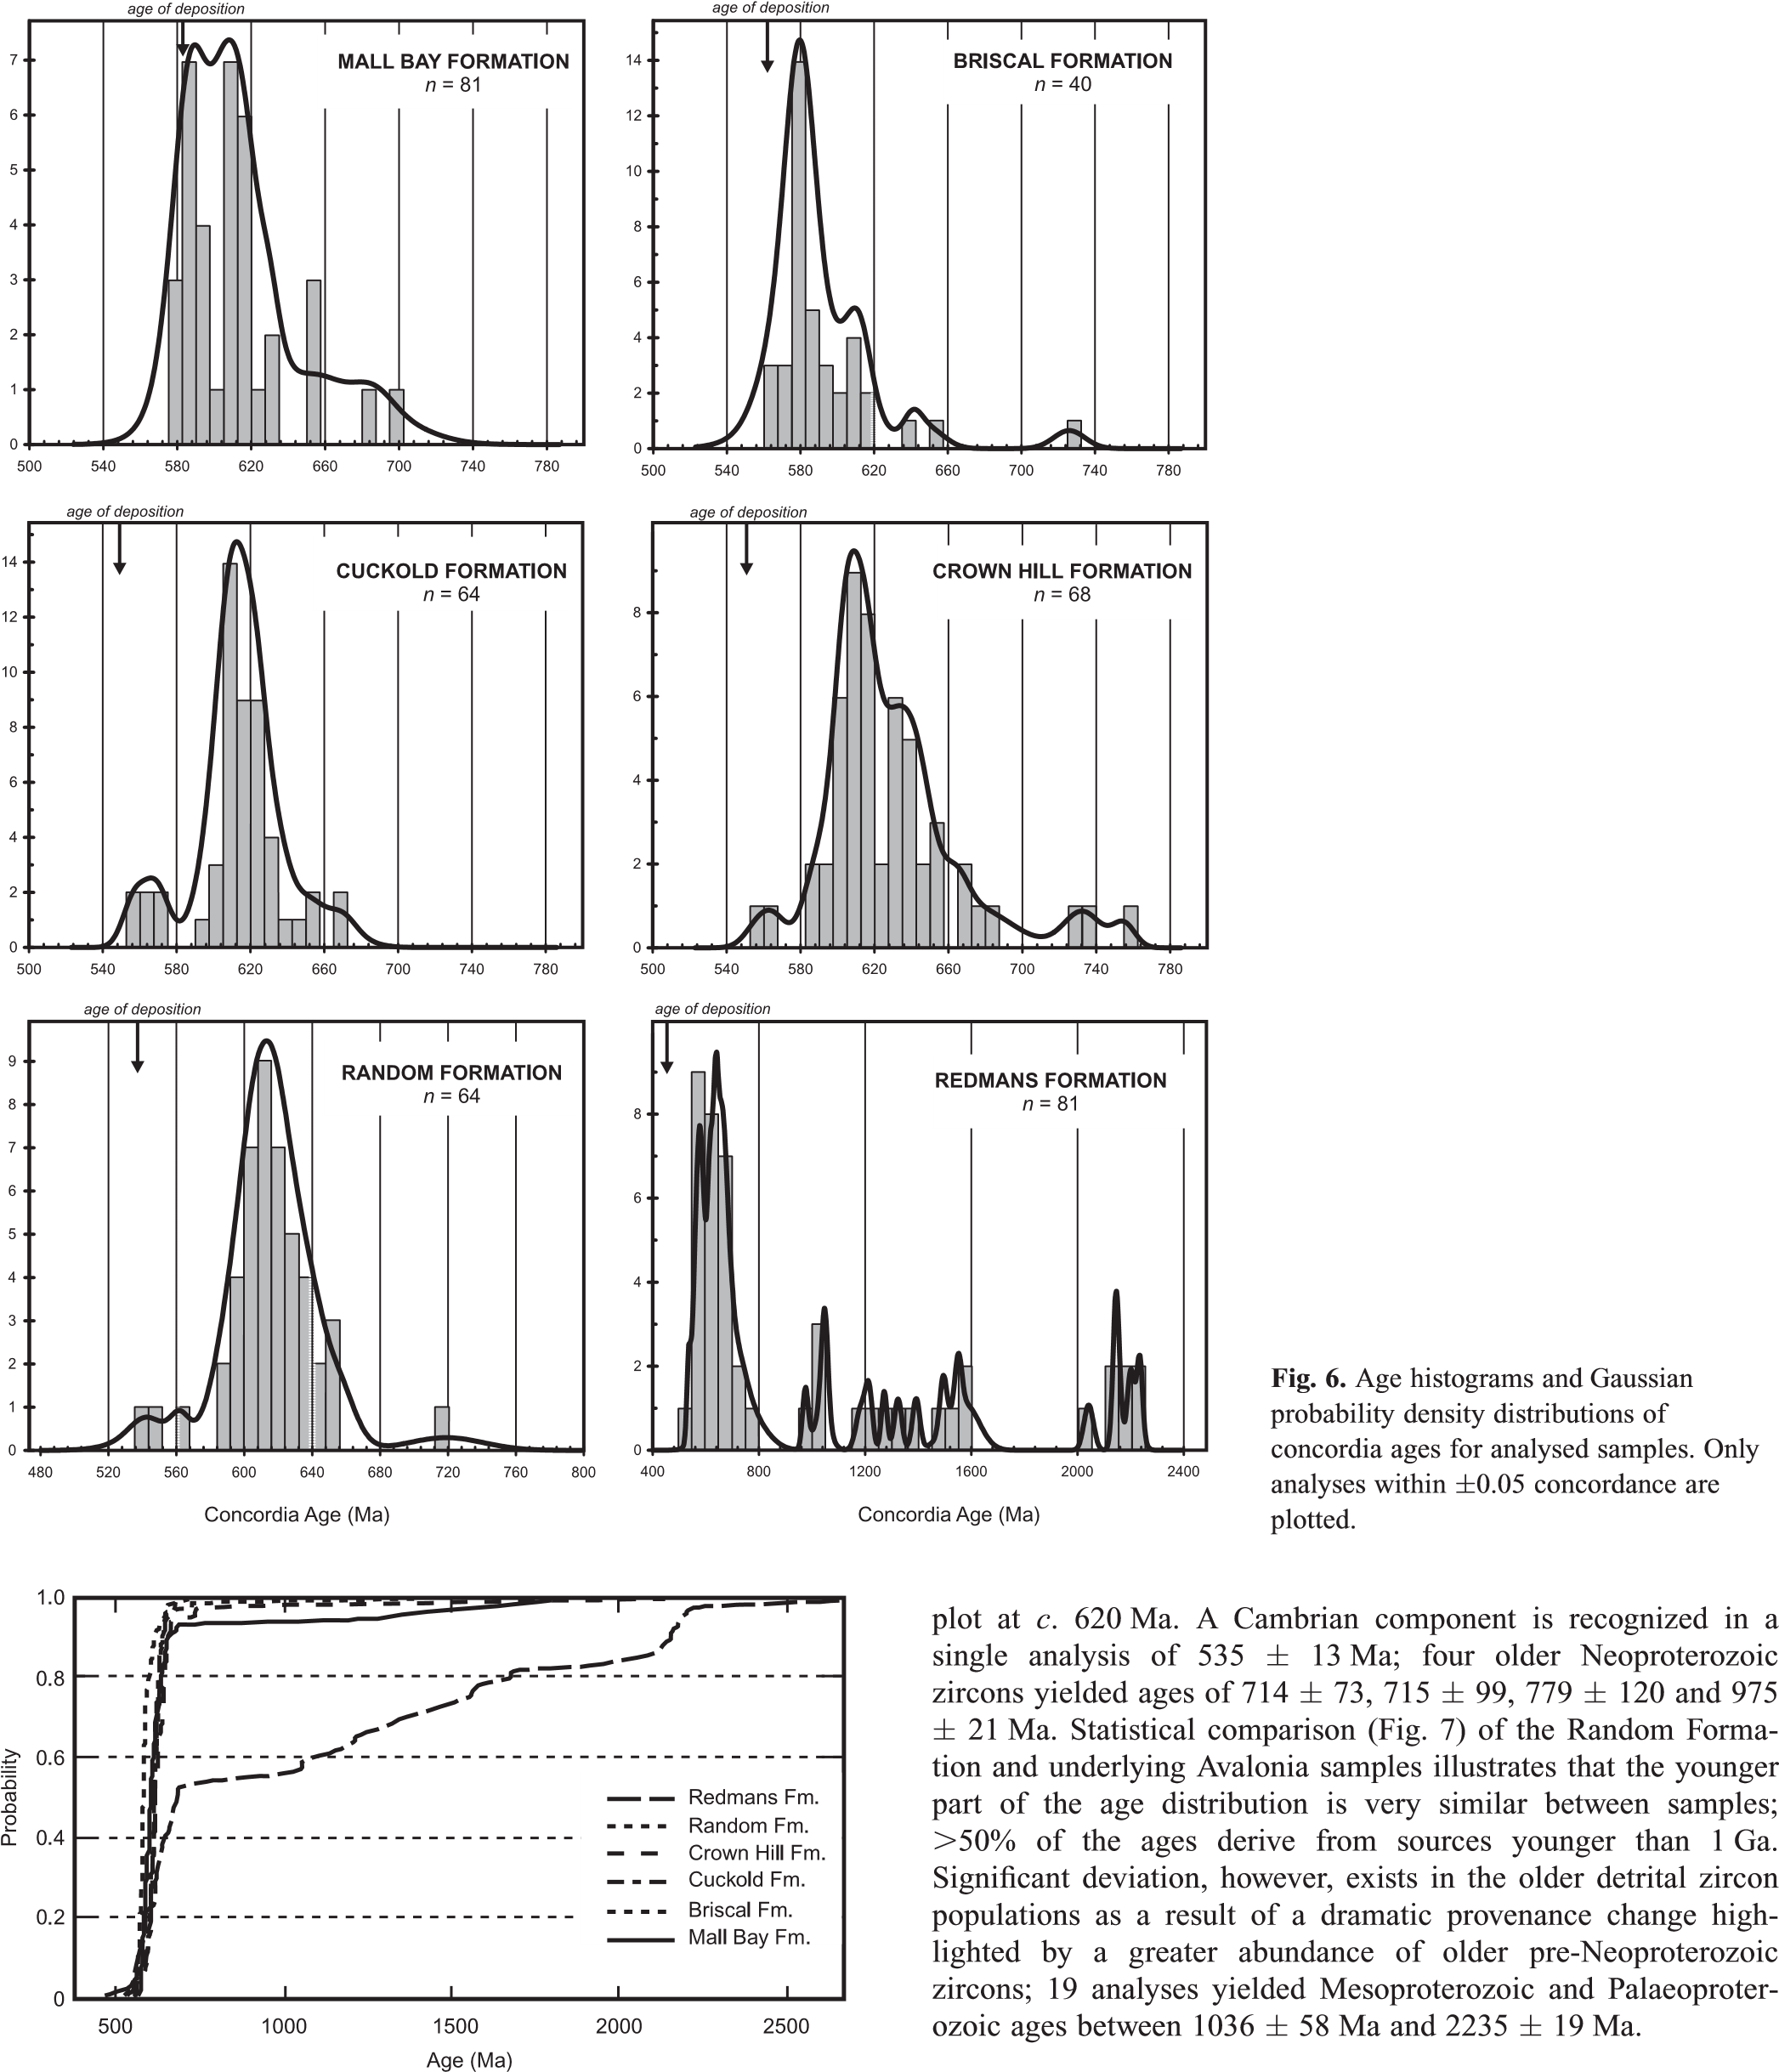 age of deposition
MALL BAY FORMATION
n = 81
7
6
5
4
3
2
1
0
500 540 580 620 660 700 740 780
age of deposition
BRISCAL FORMATION
n = 40
14
12
10
8
6
4
2
0
500 540 580 620 660 700 740 780
age of deposition
CUCKOLD FORMATION
n = 64
14
12
10
8
6
4
2
0
500 540 580 620 660 700 740 780
age of deposition
CROWN HILL FORMATION
n = 68
8
6
4
2
0
500 540 580 620 660 700 740 780
age of deposition
RANDOM FORMATION
n = 64
9
8
7
6
5
4
3
2
1
0
480 520 560 600 640 680 720 760 800
Concordia Age (Ma)
age of deposition
REDMANS FORMATION
n = 81
8
6
4
2
0
400 800 1200 1600 2000 2400
Concordia Age (Ma)
Fig. 6. Age histograms and Gaussian
probability density distributions of
concordia ages for analysed samples. Only
analyses within ±0.05 concordance are
plotted.
1.0
0.8
0.6
0.4
0.2
0
Probability
Redmans Fm.
Random Fm.
Crown Hill Fm.
Cuckold Fm.
Briscal Fm.
Mall Bay Fm.
500 1000 1500 2000 2500
Age (Ma)
plot at c. 620 Ma. A Cambrian component is recognized in a
single analysis of 535 ± 13 Ma; four older Neoproterozoic
zircons yielded ages of 714 ± 73, 715 ± 99, 779 ± 120 and 975
± 21 Ma. Statistical comparison (Fig. 7) of the Random Forma-
tion and underlying Avalonia samples illustrates that the younger
part of the age distribution is very similar between samples;
>50% of the ages derive from sources younger than 1 Ga.
Significant deviation, however, exists in the older detrital zircon
populations as a result of a dramatic provenance change high-
lighted by a greater abundance of older pre-Neoproterozoic
zircons; 19 analyses yielded Mesoproterozoic and Palaeoproter-
ozoic ages between 1036 ± 58 Ma and 2235 ± 19 Ma.